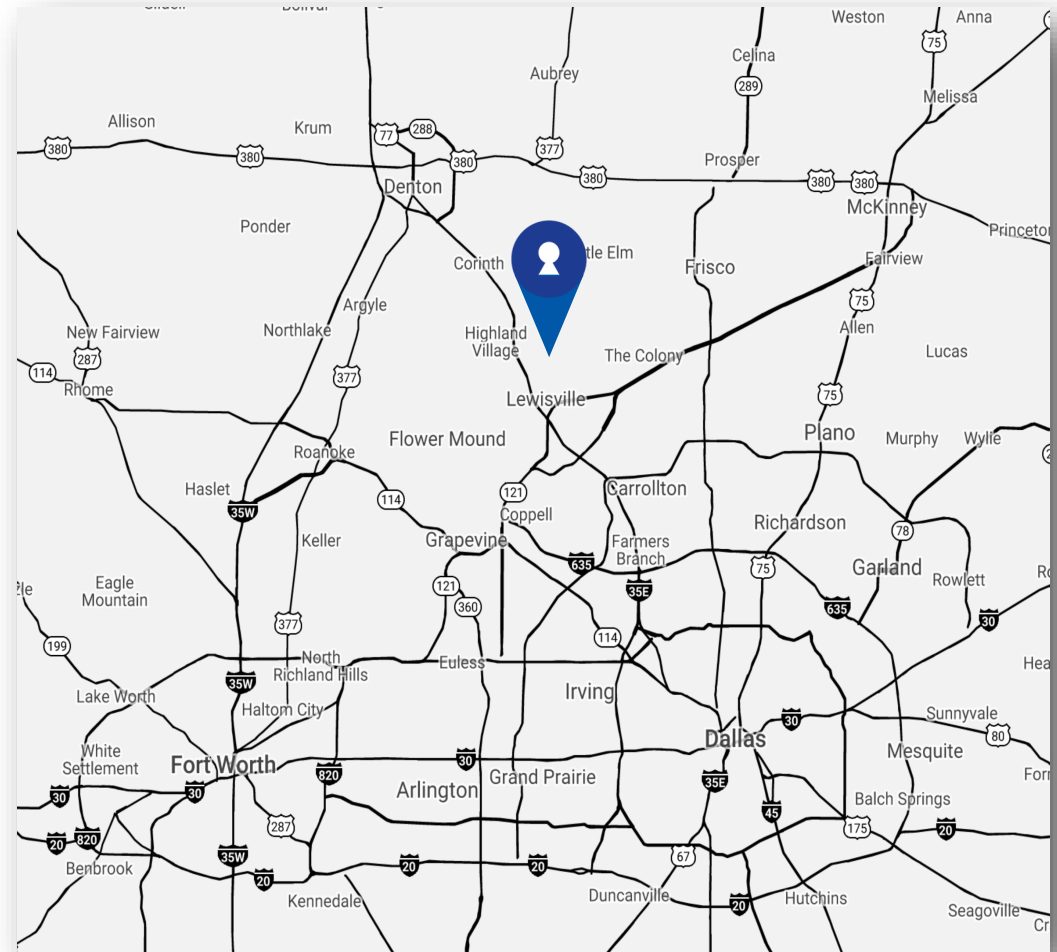 Weston
Anna
75
Celina
Aubrey
289
Melissa
Allison
Krum
77
288
380
380
380
377
Prosper
380
380
380
Denton
McKinney
Ponder
Princeton
Corinth
tle Elm
Frisco
Fairview
75
Argyle
New Fairview
Northlake
Highland
Village
Allen
The Colony
Lucas
287
114
377
Rhome
75
Lewisville
Plano
Murphy
Wylie
Flower Mound
Roanoke
Haslet
114
121
Carrollton
35W
Coppell
Richardson
78
Keller
Grapevine
Farmers
Branch
635
75
Garland
Rowlett
Eagle
Mountain
121
360
35E
635
30
377
114
199
North
Richland Hills
Euless
35W
Irving
Lake Worth
Haltom City
30
Sunnyvale
80
Dallas
White
Settlement
Fort Worth
30
Mesquite
820
Grand Prairie
35E
Arlington
30
30
Balch Springs
45
287
175
20
820
20
35W
67
Benbrook
20
20
20
Kennedale
Duncanville
20
Hutchins
Seagoville